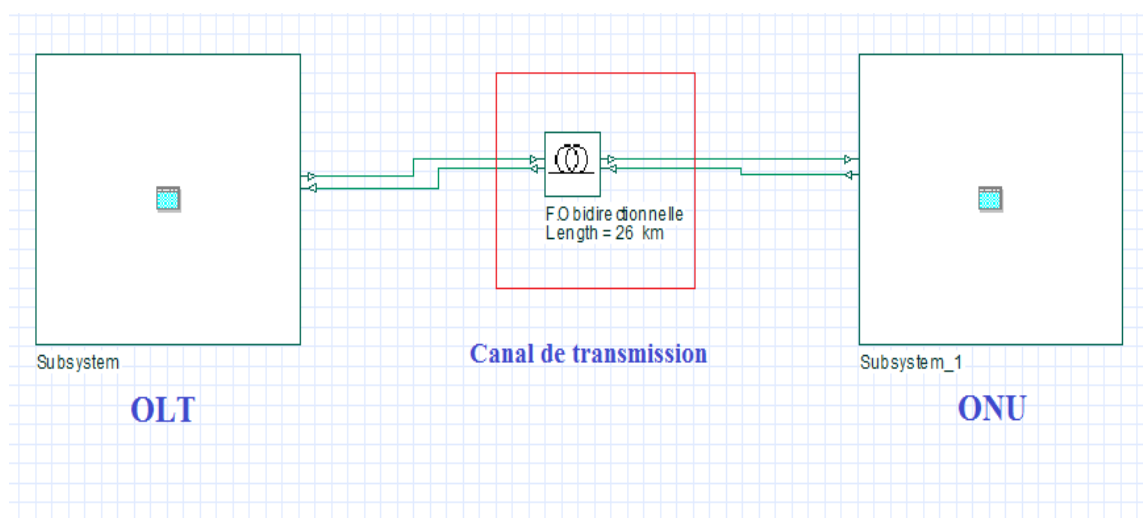 F.O bidirectionnelle
Length = 26 km
Canal de transmission
Subsystem
Subsystem_1
OLT
ONU